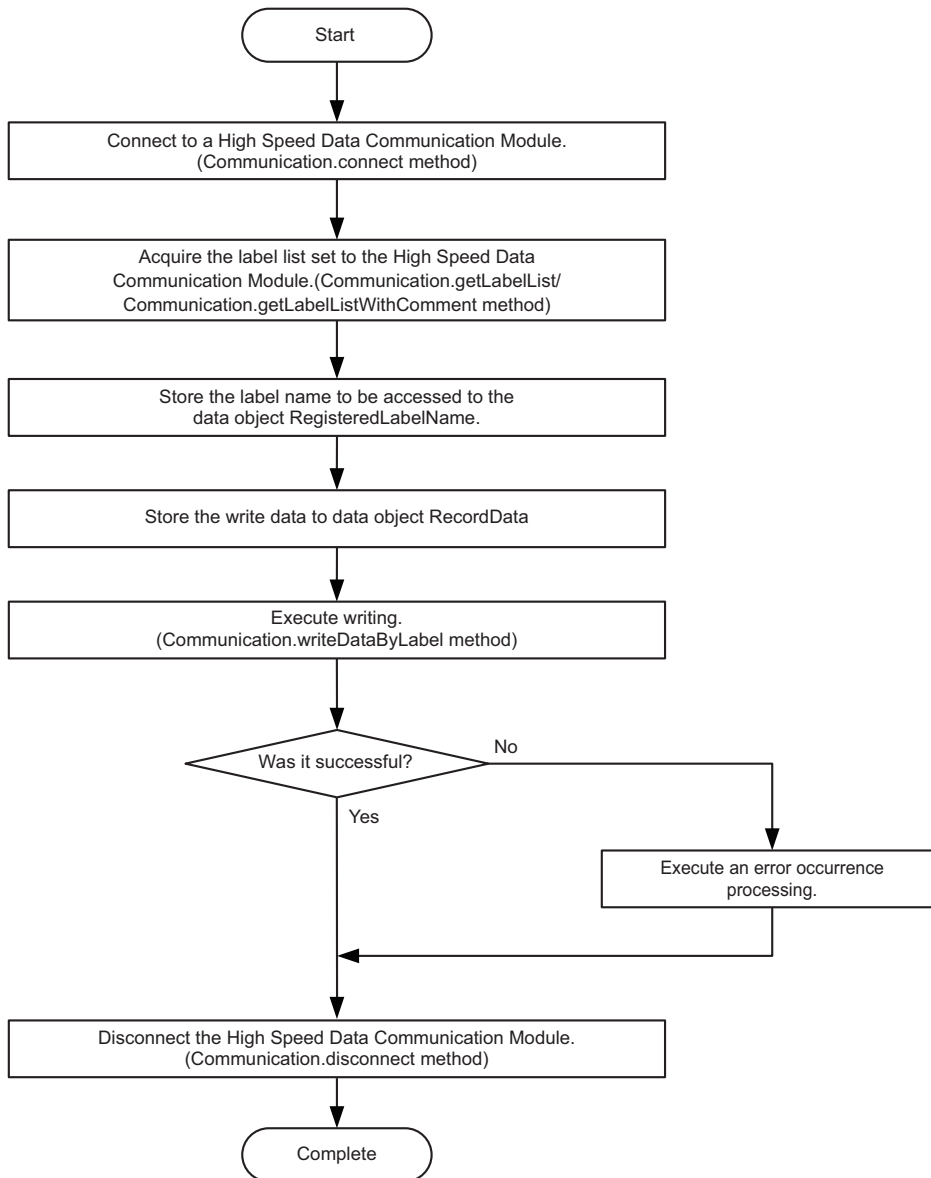 Start
Connect to a High Speed Data Communication Module.
(Communication.connect method)
Acquire the label list set to the High Speed Data
Communication Module.(Communication.getLabelList/
Communication.getLabelListWithComment method)
Store the label name to be accessed to the
data object RegisteredLabelName.
Store the write data to data object RecordData
Execute writing.
(Communication.writeDataByLabel method)
Was it successful?
No
Yes
Execute an error occurrence
processing.
Disconnect the High Speed Data Communication Module.
(Communication.disconnect method)
Complete